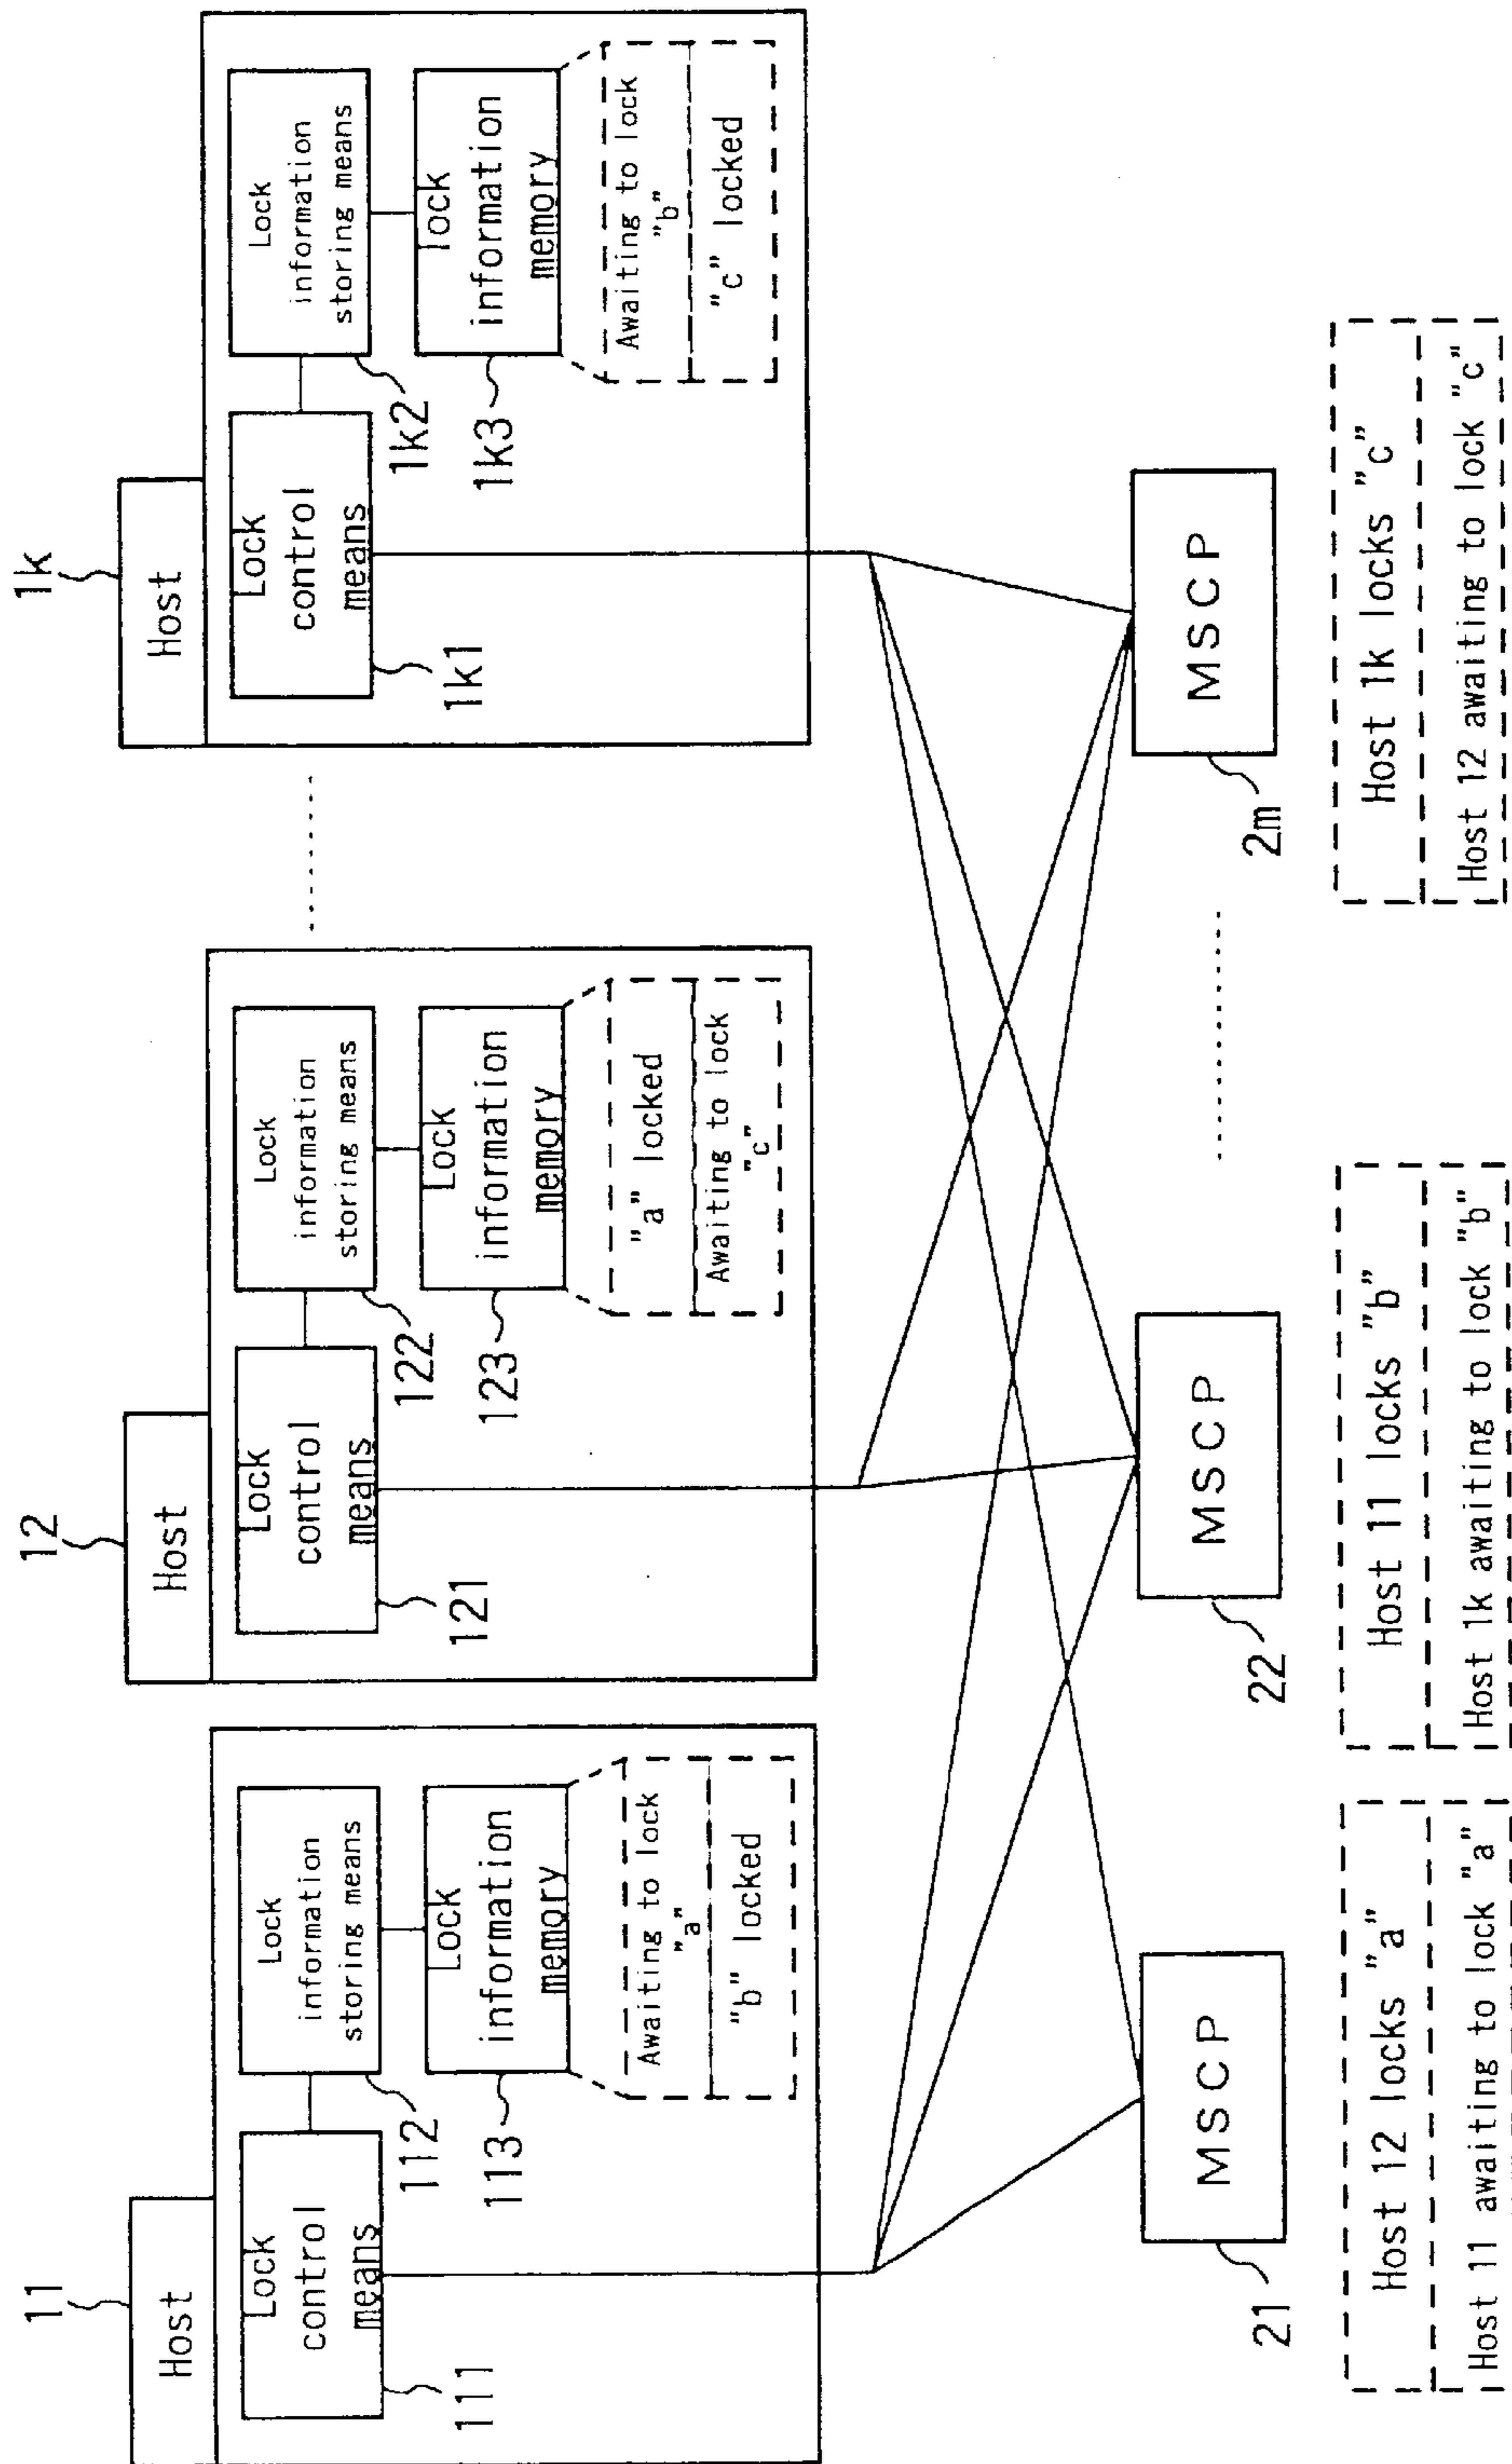 11
Host
Lock
control
means
111
Lock
information
storing means
112
Lock
information
memory
113
Awaiting to lock
"a"
"b" locked
12
Host
Lock
control
means
121
Lock
information
storing means
122
Lock
information
memory
123
"a" locked
Awaiting to lock
"c"
1k
Host
Lock
control
means
1k1
Lock
information
storing means
1k2
lock
information
memory
1k3
Awaiting to lock
"b"
"c" locked
MSCP
21
Host 12 locks "a"
Host 11 awaiting to lock "a"
MSCP
22
Host 11 locks "b"
Host 1k awaiting to lock "b"
MSCP
2m
Host 1k locks "c"
Host 12 awaiting to lock "c"